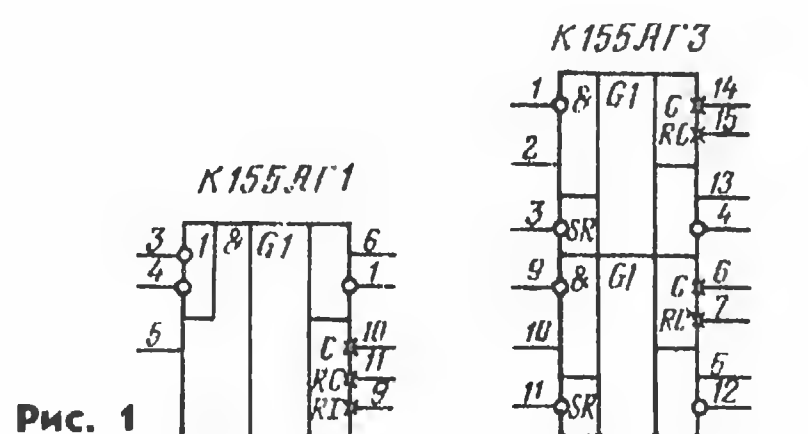 К155АГ3
1 & G1 C 14
RC 15
2
13
3 SR 4
9 & G1 C 6
RC 7
10
5
11 SR 12
К155АГ1
3 1 & G1 6
4 1
5
C 10
RC 11
RI 9
Рис. 1